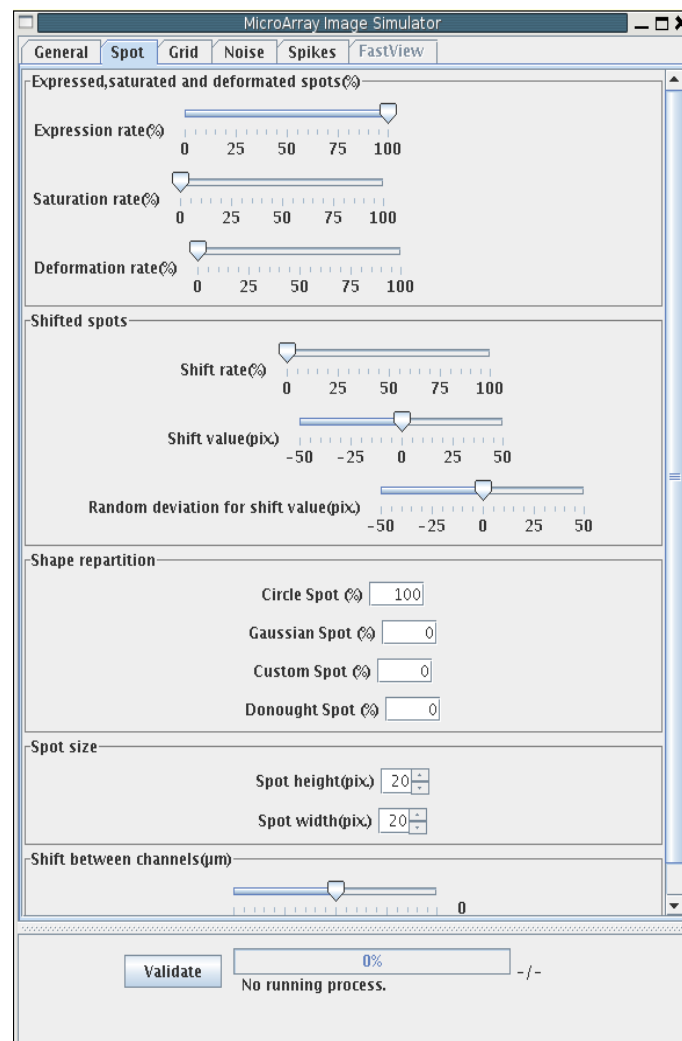 MicroArray Image Simulator
General Spot Grid Noise Spikes FastView
Expressed,saturated and deformated spots(%)
Expression rate(%)
0 25 50 75 100
Saturation rate(%)
0 25 50 75 100
Deformation rate(%)
0 25 50 75 100
Shifted spots
Shift rate(%)
0 25 50 75 100
Shift value(pix.)
-50 -25 0 25 50
Random deviation for shift value(pix.)
-50 -25 0 25 50
Shape repartition
Circle Spot (%) 100
Gaussian Spot (%) 0
Custom Spot (%) 0
Donought Spot (%) 0
Spot size
Spot height(pix.) 20
Spot width(pix.) 20
Shift between channels(µm)
0
Validate 0% -/-
No running process.